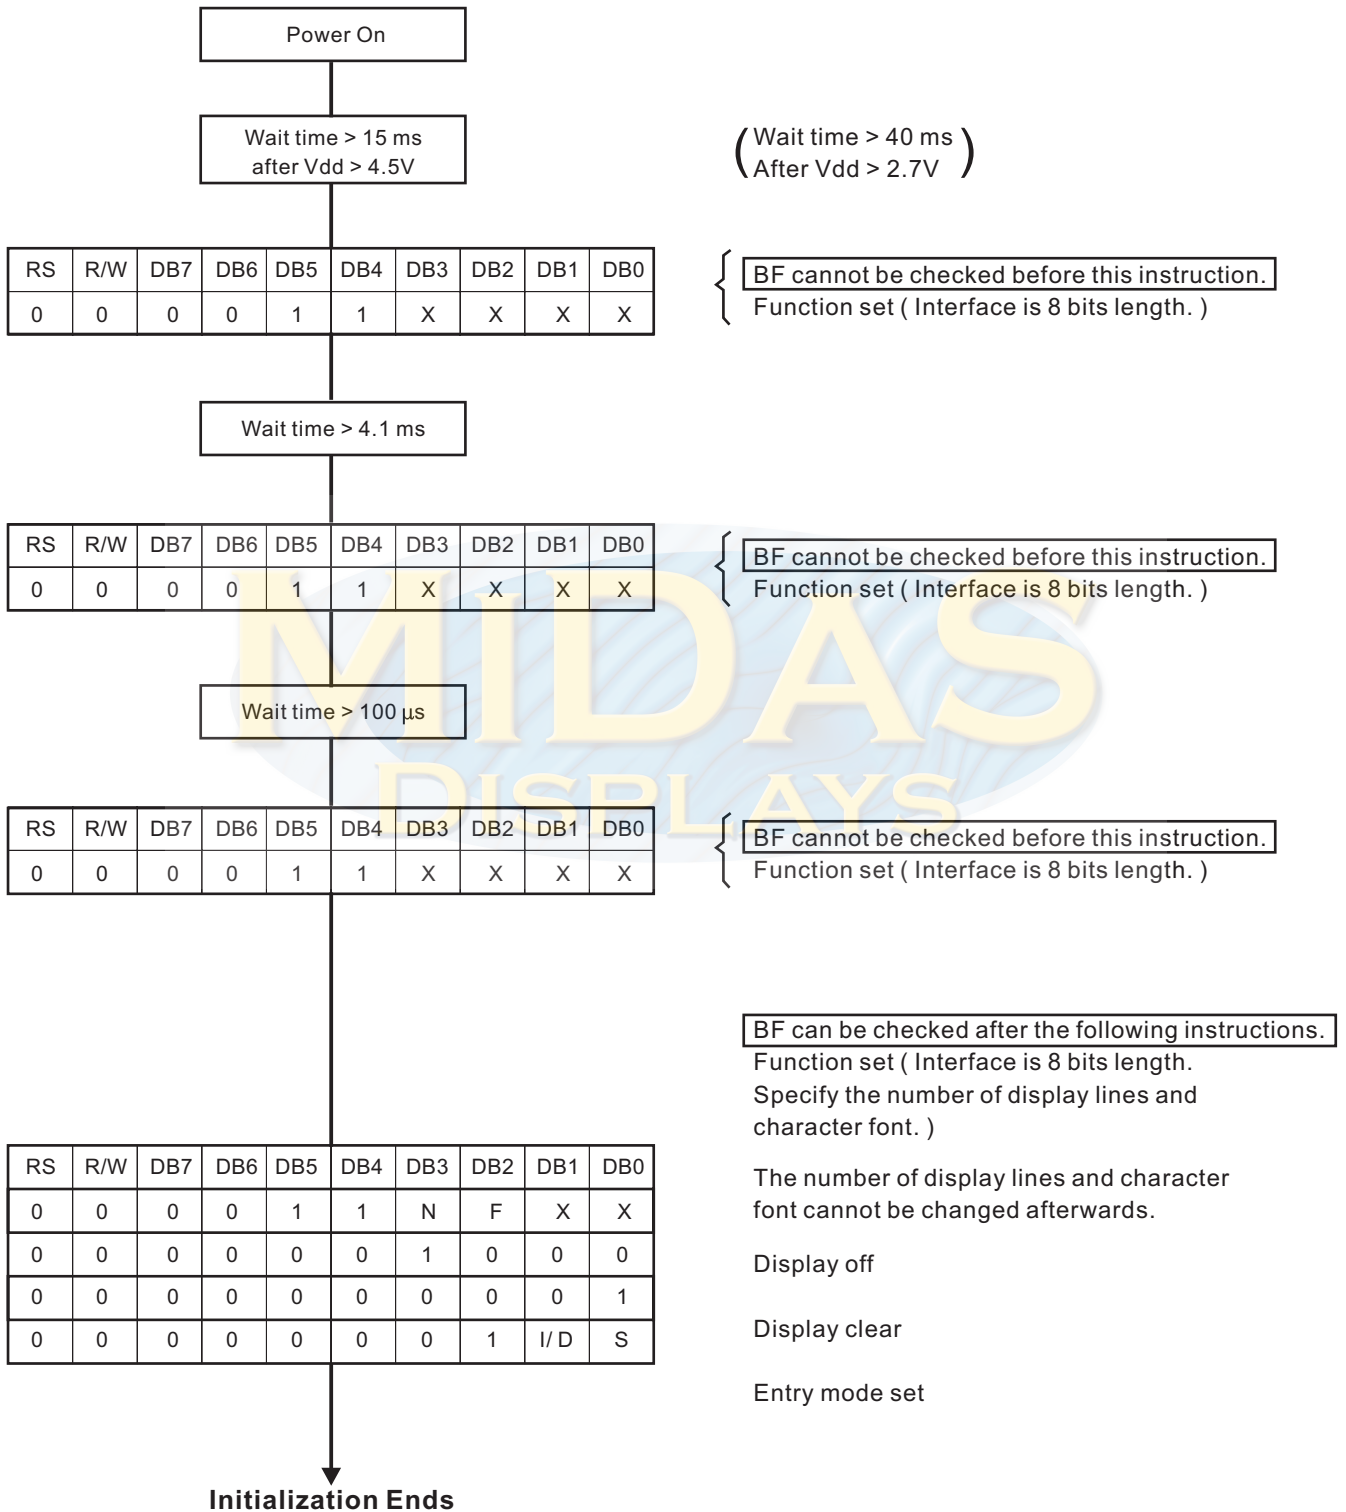 Power On
Wait time > 15 ms
after Vdd > 4.5V
(Wait time > 40 ms
After Vdd > 2.7V)
RS R/W DB7 DB6 DB5 DB4 DB3 DB2 DB1 DB0
0 0 0 0 1 1 X X X X
BF cannot be checked before this instruction.
Function set ( Interface is 8 bits length. )
Wait time > 4.1 ms
RS R/W DB7 DB6 DB5 DB4 DB3 DB2 DB1 DB0
0 0 0 0 1 1 X X X X
BF cannot be checked before this instruction.
Function set ( Interface is 8 bits length. )
Wait time > 100 μs
MIDAS
DISPLAYS
RS R/W DB7 DB6 DB5 DB4 DB3 DB2 DB1 DB0
0 0 0 0 1 1 X X X X
BF cannot be checked before this instruction.
Function set ( Interface is 8 bits length. )
BF can be checked after the following instructions.
Function set ( Interface is 8 bits length.
Specify the number of display lines and
character font. )
RS R/W DB7 DB6 DB5 DB4 DB3 DB2 DB1 DB0
0 0 0 0 1 1 N F X X
0 0 0 0 0 0 1 0 0 0
0 0 0 0 0 0 0 0 0 1
0 0 0 0 0 0 0 1 I/D S
The number of display lines and character
font cannot be changed afterwards.
Display off
Display clear
Entry mode set
Initialization Ends